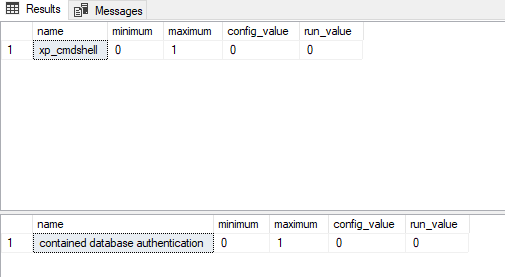 Results Messages
name minimum maximum config_value run_value
1 xp_cmdshell 0 1 0 0
name minimum maximum config_value run_value
1 contained database authentication 0 1 0 0